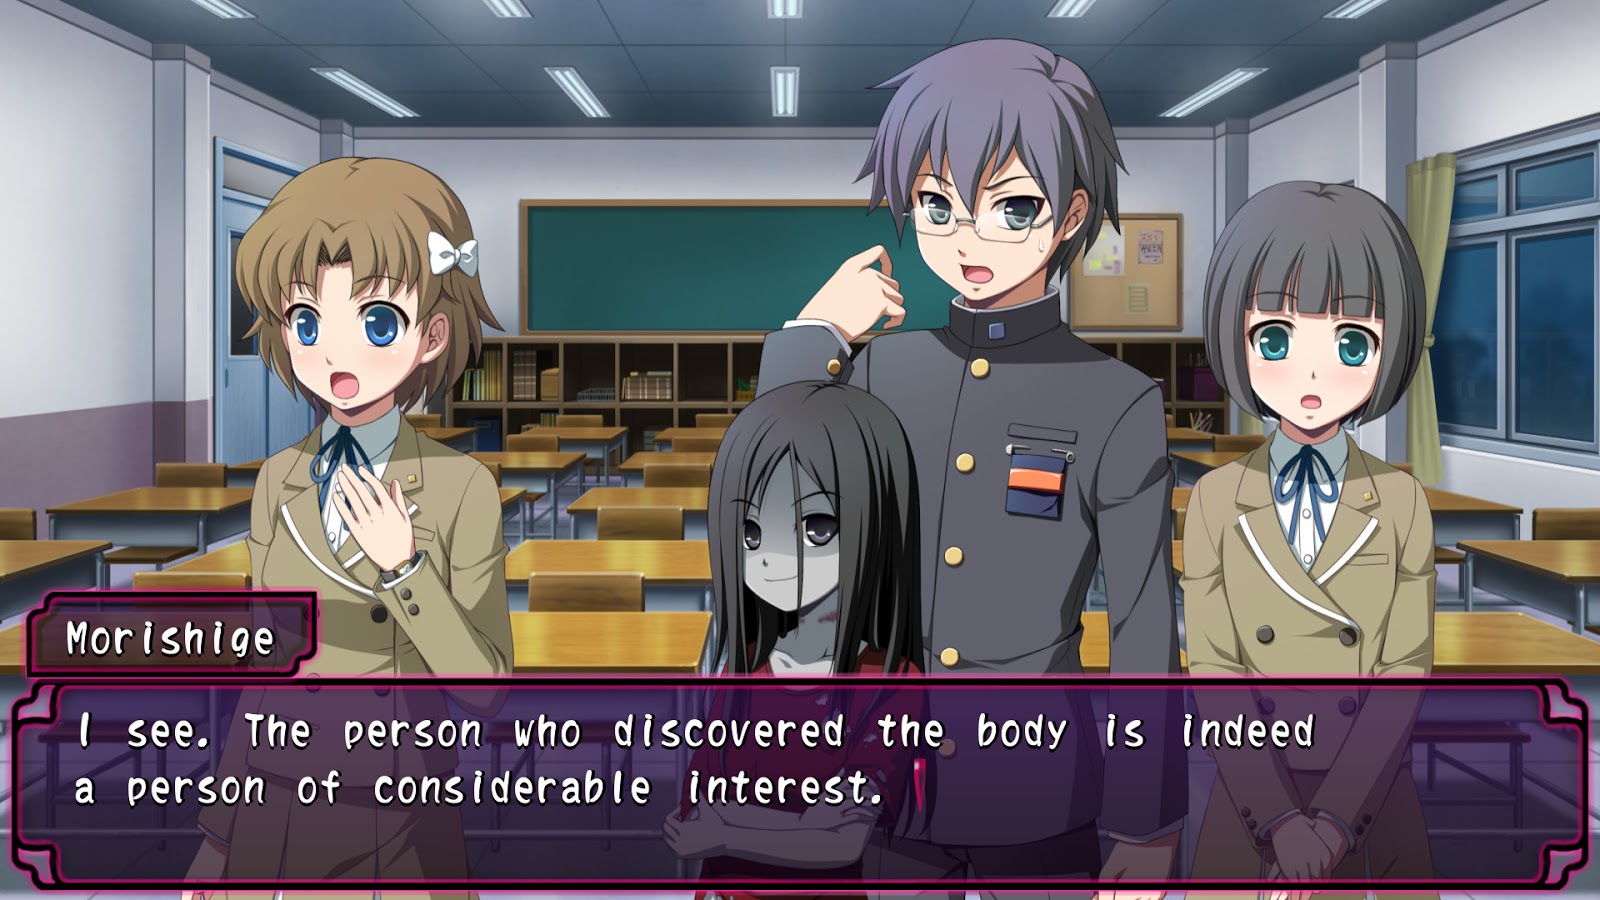 Morishige
I see. The person who discovered the body is indeed
a person of considerable interest.